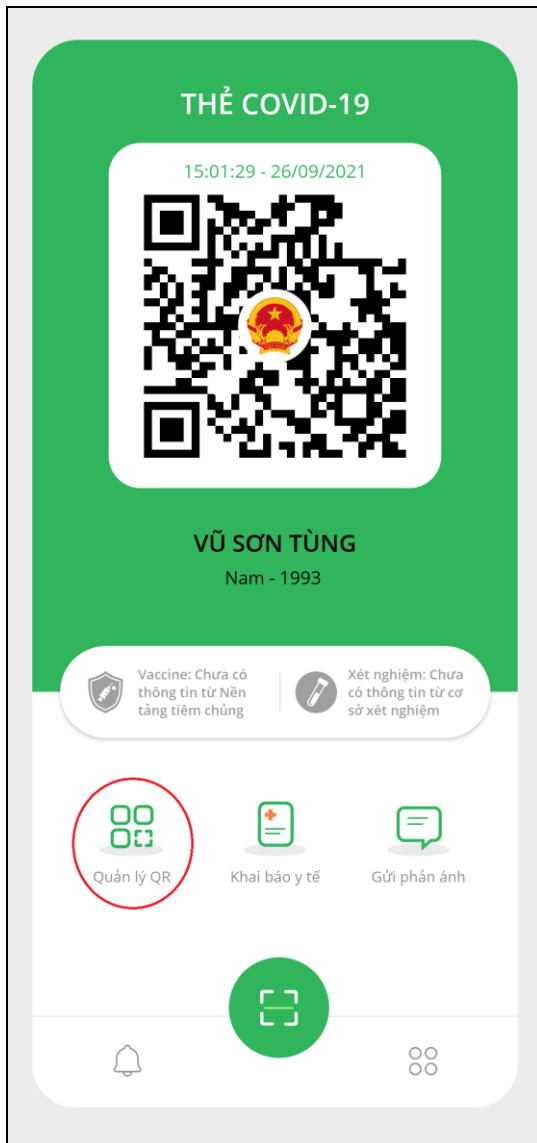 THẺ COVID-19
15:01:29 - 26/09/2021
VŨ SƠN TÙNG
Nam - 1993
Vaccine: Chưa có
thông tin từ Nền
tảng tiêm chủng
Xét nghiệm: Chưa
có thông tin từ cơ
sở xét nghiệm
Quản lý QR
Khai báo y tế
Gửi phản ánh